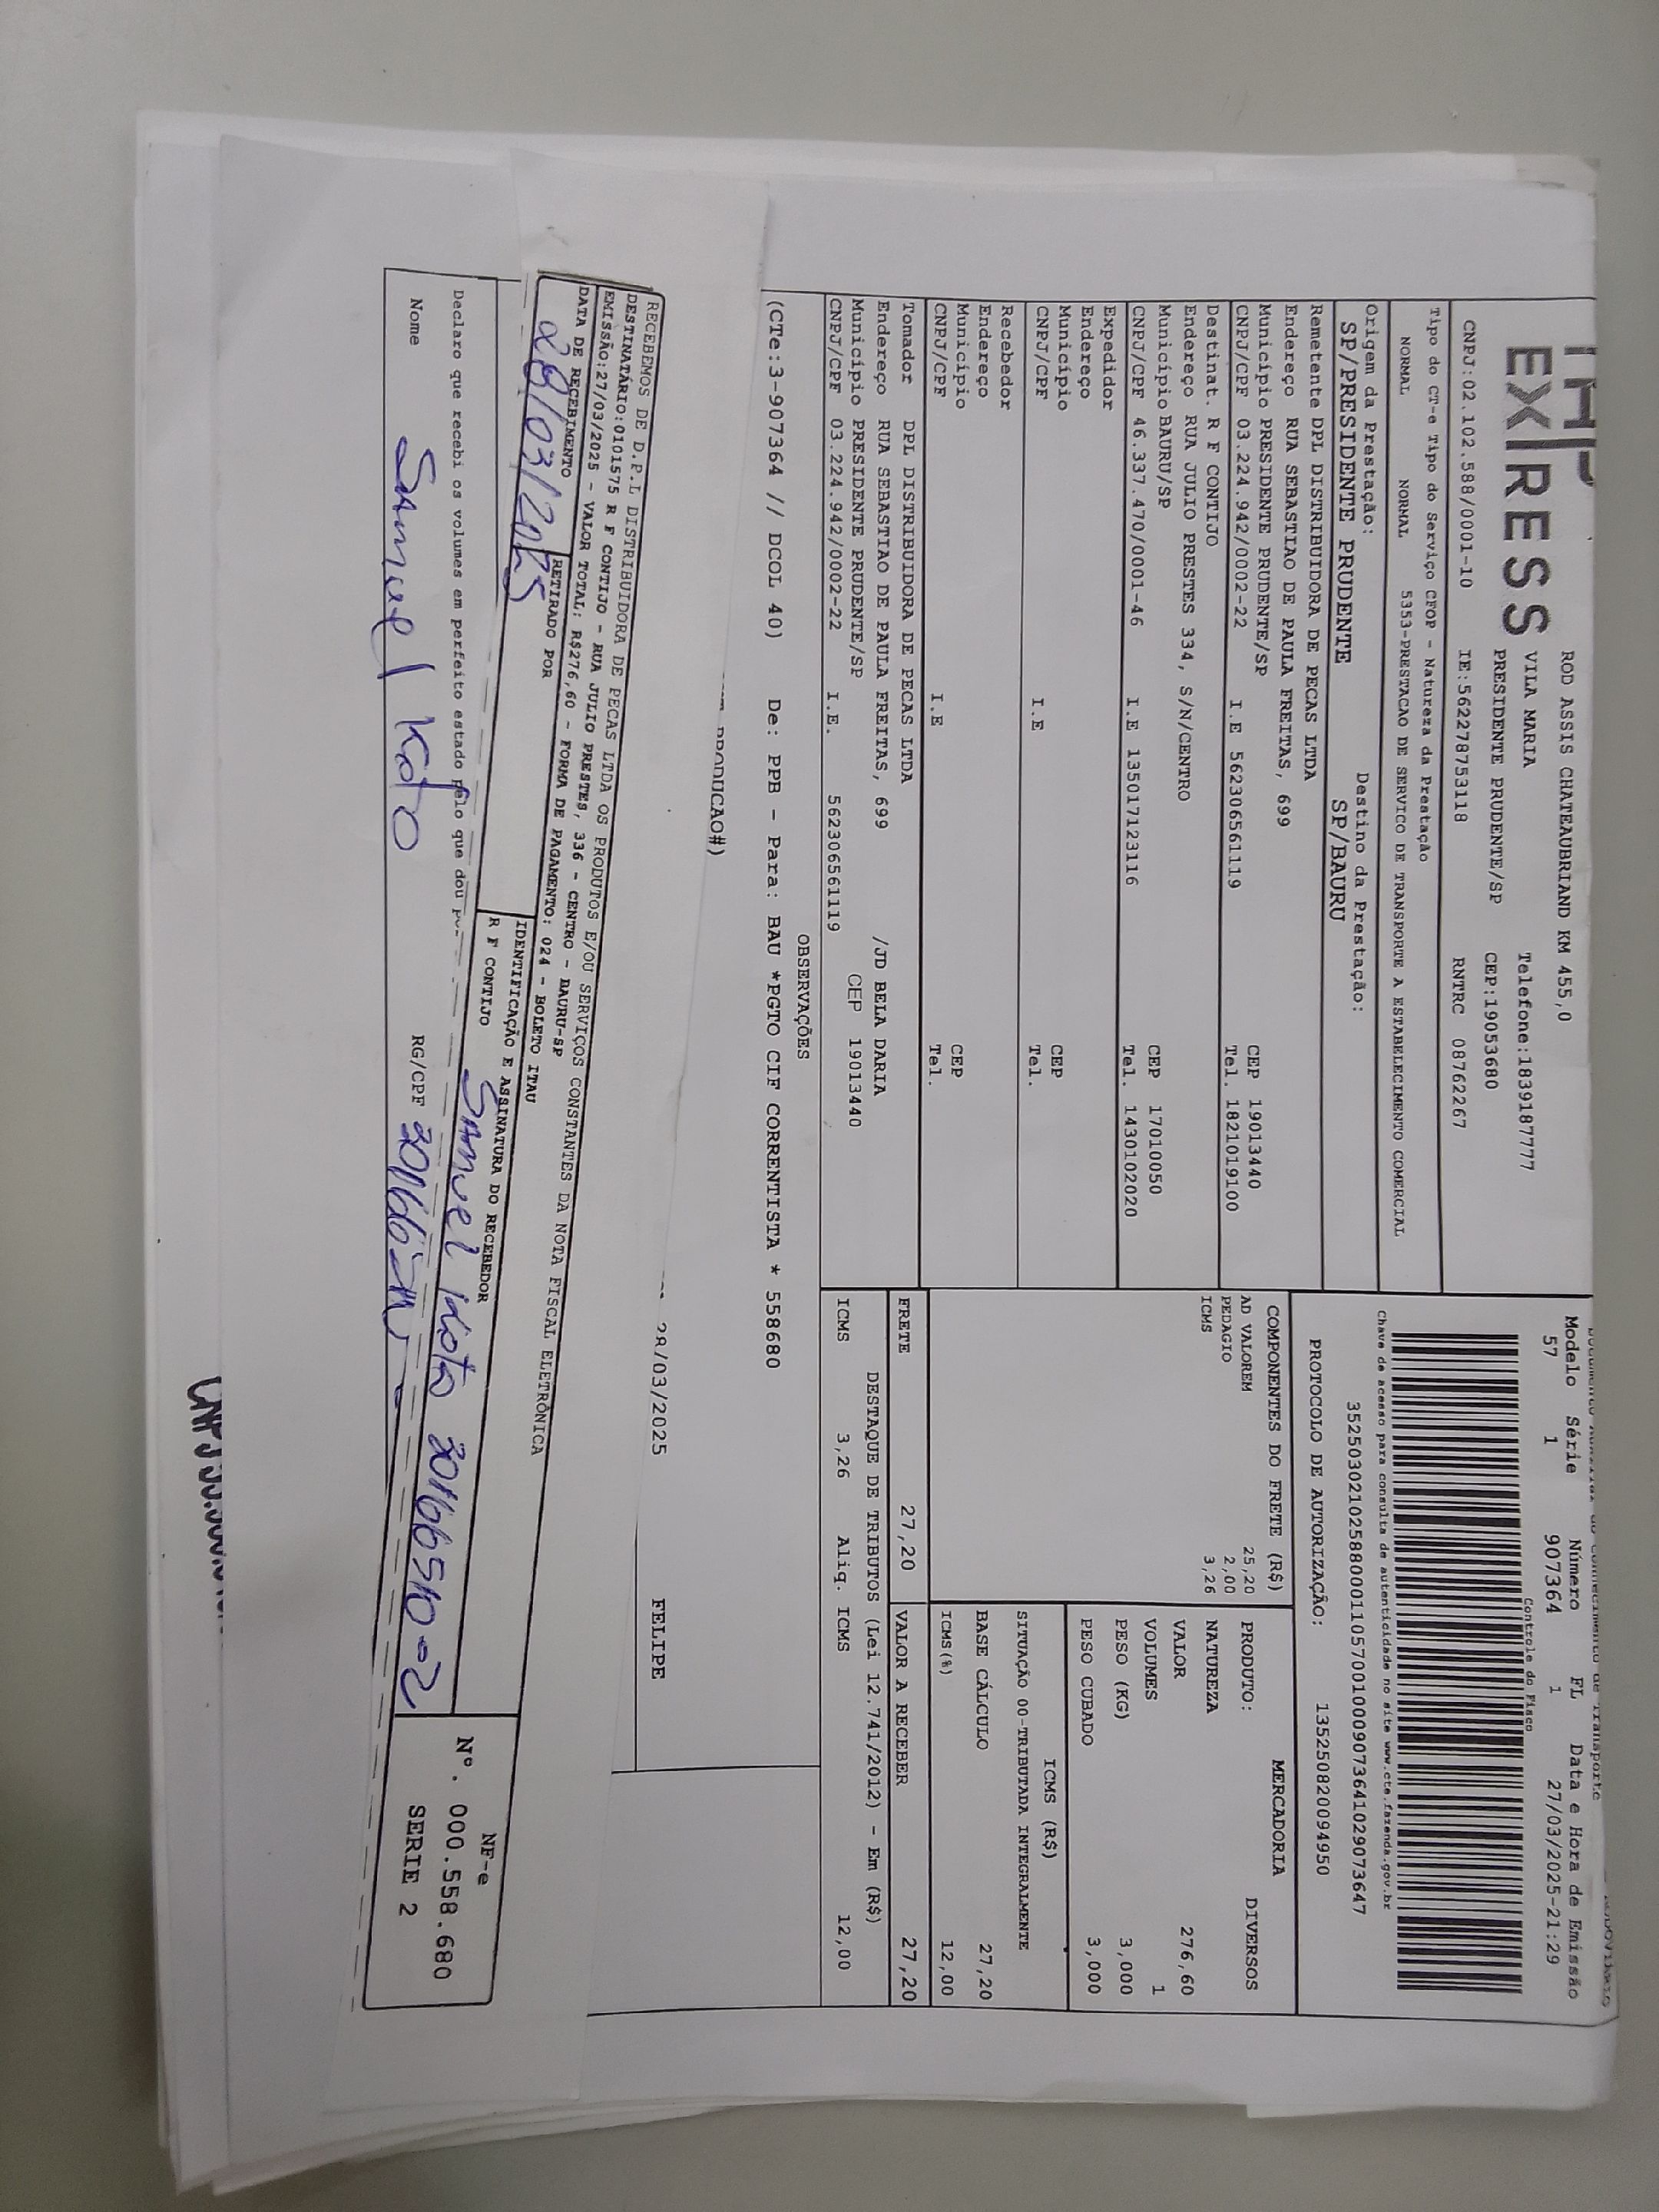 EXPRESS
ROD ASSIS CHATEAUBRIAND KM 455,0
VILA MARIA
Telefone:1839187777
PRESIDENTE PRUDENTE/SP CEP:19053680
CNPJ:02.102.588/0001-10 IE:562278753118 RNTRC 08762267
Modelo Série Número FL Data e Hora de Emissão
57 1 907364 1 27/03/2025-21:29
Controle do Fisco
Chave de acesso para consulta de autenticidade no site www.cte.fazenda.gov.br
35250302102588000110570010009073641029073647
PROTOCOLO DE AUTORIZAÇÃO: 135250820094950
Tipo do CT-e Tipo do Serviço CFOP - Natureza da Prestação
NORMAL NORMAL 5353-PRESTACAO DE SERVICO DE TRANSPORTE A ESTABELECIMENTO COMERCIAL
Origem da Prestação: Destino da Prestação:
SP/PRESIDENTE PRUDENTE SP/BAURU
Remetente DPL DISTRIBUIDORA DE PECAS LTDA
Endereço RUA SEBASTIAO DE PAULA FREITAS, 699
Município PRESIDENTE PRUDENTE/SP CEP 19013440
CNPJ/CPF 03.224.942/0002-22 I.E 562306561119 Tel. 1821019100
Destinat. R F CONTIJO
Endereço RUA JULIO PRESTES 334, S/N/CENTRO
Município BAURU/SP CEP 17010050
CNPJ/CPF 46.337.470/0001-46 I.E 135017123116 Tel. 1430102020
Expedidor
Endereço
Município CEP
CNPJ/CPF I.E Tel.
Recebedor
Endereço
Município CEP
CNPJ/CPF I.E Tel.
Tomador DPL DISTRIBUIDORA DE PECAS LTDA
Endereço RUA SEBASTIAO DE PAULA FREITAS, 699 /JD BELA DARIA
Município PRESIDENTE PRUDENTE/SP CEP 19013440
CNPJ/CPF 03.224.942/0002-22 I.E. 562306561119
COMPONENTES DO FRETE (R$)
AD VALOREM 25,20
PEDAGIO 2,00
ICMS 3,26
MERCADORIA
PRODUTO: DIVERSOS
NATUREZA
VALOR 276,60
VOLUMES 1
PESO (KG) 3,000
PESO CUBADO 3,000
ICMS (R$)
SITUAÇÃO 00-TRIBUTADA INTEGRALMENTE
BASE CÁLCULO 27,20
ICMS(%) 12,00
FRETE 27,20 VALOR A RECEBER 27,20
DESTAQUE DE TRIBUTOS (Lei 12.741/2012) - Em (R$)
ICMS 3,26 Aliq. ICMS 12,00
OBSERVAÇÕES
(CTe:3-907364 // DCOL 40) De: PPB - Para: BAU *PGTO CIF CORRENTISTA * 558680
28/03/2025 FELIPE
RECEBEMOS DE D.P.L DISTRIBUIDORA DE PECAS LTDA OS PRODUTOS E/OU SERVIÇOS CONSTANTES DA NOTA FISCAL ELETRÔNICA
DESTINATÁRIO:0101575 R F CONTIJO - RUA JULIO PRESTES, 336 - CENTRO - BAURU-SP
EMISSÃO:27/03/2025 - VALOR TOTAL: R$276,60 - FORMA DE PAGAMENTO: 024 - BOLETO ITAU
DATA DE RECEBIMENTO RETIRADO POR IDENTIFICAÇÃO E ASSINATURA DO RECEBEDOR
28/03/2025 R F CONTIJO Samuel Koto 20166510-2
NF-e
Nº. 000.558.680
SERIE 2
Declaro que recebi os volumes em perfeito estado pelo que dou
Nome Samuel Koto RG/CPF